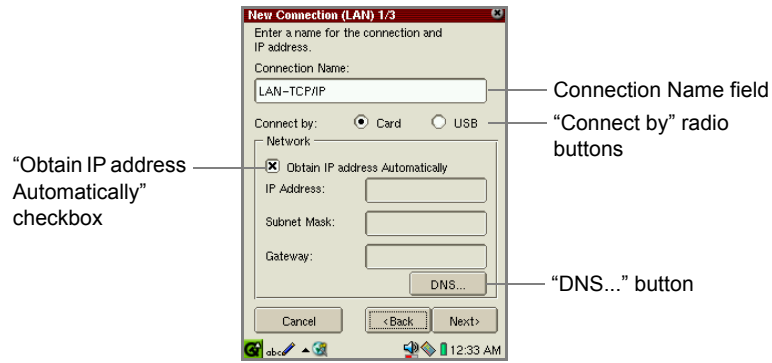 New Connection (LAN) 1/3
Enter a name for the connection and
IP address.
Connection Name:
LAN-TCP/IP
Connection Name field
Connect by: Card USB
“Connect by” radio
buttons
Network
“Obtain IP address
Automatically”
checkbox
Obtain IP address Automatically
IP Address:
Subnet Mask:
Gateway:
DNS...
“DNS...” button
Cancel <Back Next>
abc 12:33 AM